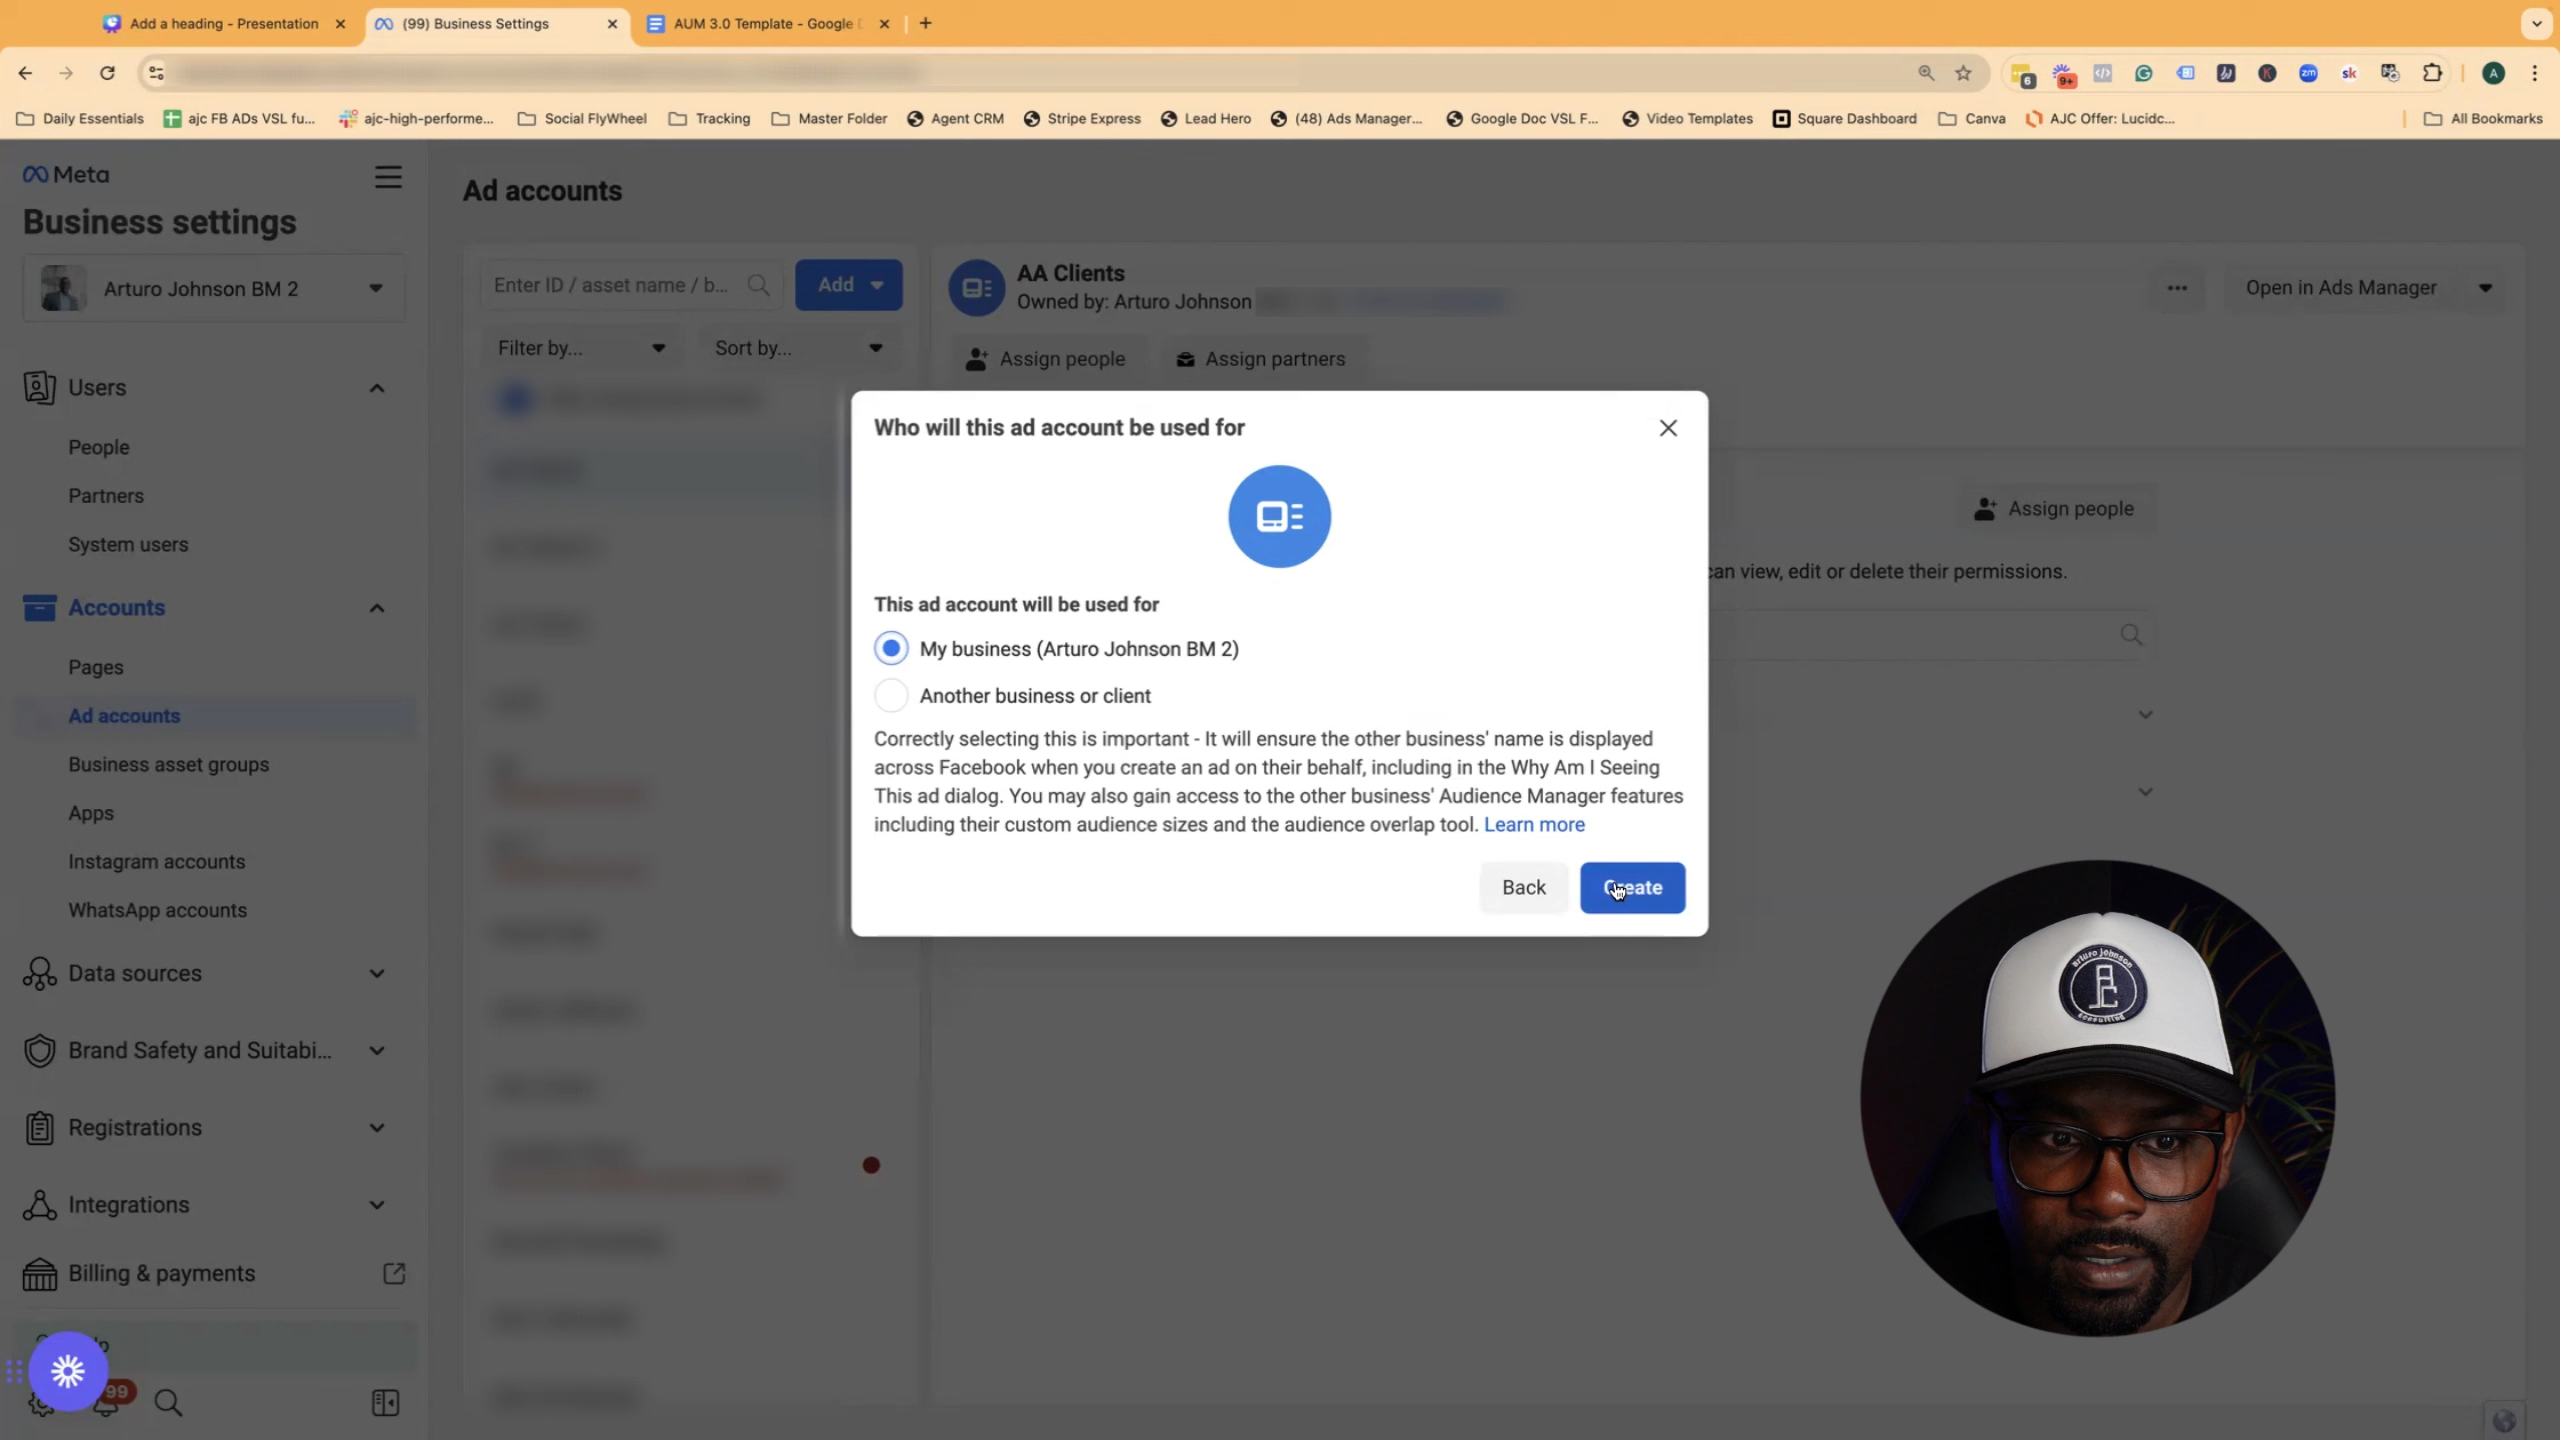 Add a heading - Presentation
(99) Business Settings
AUM 3.0 Template - Google
6
9+
zm
sk
A
Daily Essentials
ajc FB ADs VSL fu...
ajc-high-performe...
Social FlyWheel
Tracking
Master Folder
Agent CRM
Stripe Express
Lead Hero
(48) Ads Manager...
Google Doc VSL F...
Video Templates
Square Dashboard
Canva
AJC Offer: Lucidc...
All Bookmarks
Meta
Business settings
Arturo Johnson BM 2
Users
People
Partners
System users
Accounts
Pages
Ad accounts
Business asset groups
Apps
Instagram accounts
WhatsApp accounts
Data sources
Brand Safety and Suitabi...
Registrations
Integrations
Billing & payments
99
Ad accounts
Enter ID / asset name / b...
Add
Filter by...
Sort by...
AA Clients
Owned by: Arturo Johnson
Open in Ads Manager
Assign people
Assign partners
Assign people
can view, edit or delete their permissions.
Who will this ad account be used for
This ad account will be used for
My business (Arturo Johnson BM 2)
Another business or client
Correctly selecting this is important - It will ensure the other business' name is displayed
across Facebook when you create an ad on their behalf, including in the Why Am I Seeing
This ad dialog. You may also gain access to the other business' Audience Manager features
including their custom audience sizes and the audience overlap tool. Learn more
Back
Create
arturo johnson
AJC